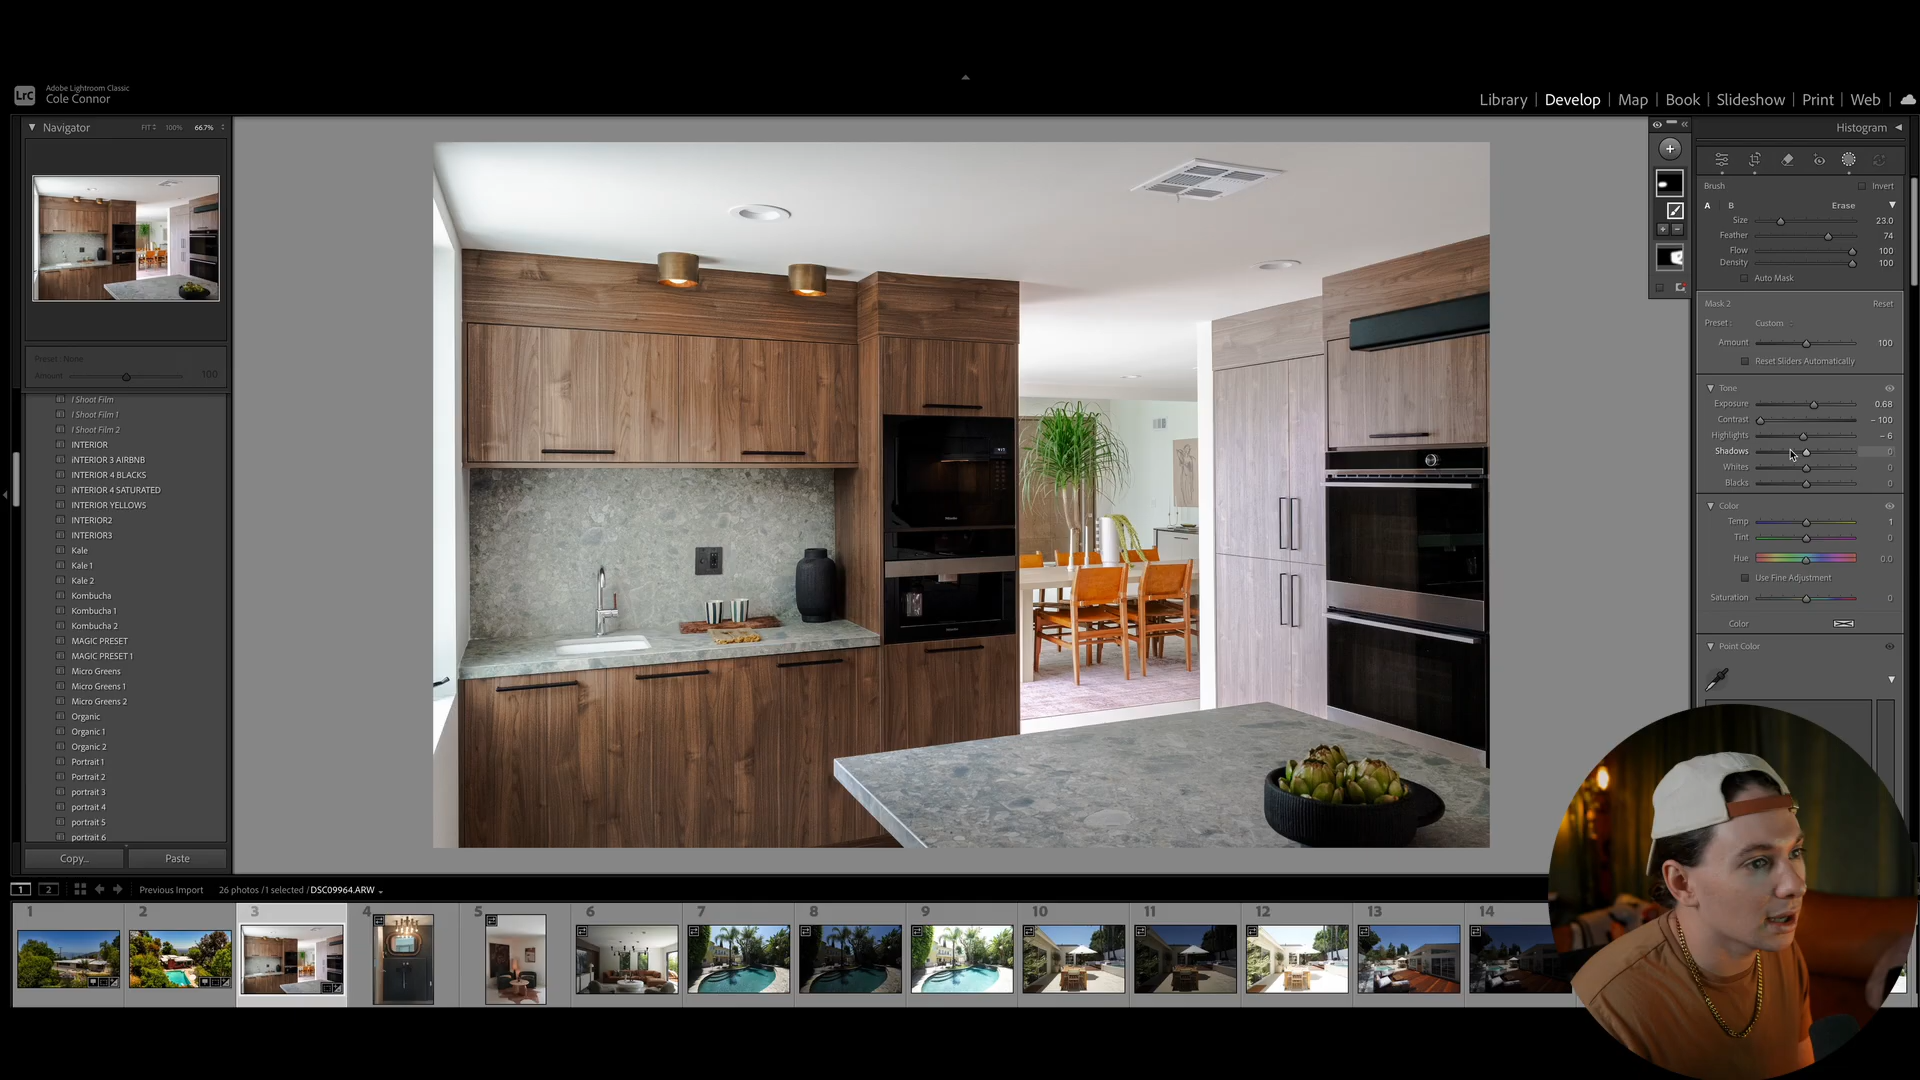 Adobe Lightroom Classic
LrC
Cole Connor
Library | Develop | Map | Book | Slideshow | Print | Web
Navigator FIT 100% 66.7%
Preset: None
Amount 100
I Shoot Film
I Shoot Film 1
I Shoot Film 2
INTERIOR
iNTERIOR 3 AIRBNB
INTERIOR 4 BLACKS
INTERIOR 4 SATURATED
INTERIOR YELLOWS
INTERIOR2
INTERIOR3
Kale
Kale 1
Kale 2
Kombucha
Kombucha 1
Kombucha 2
MAGIC PRESET
MAGIC PRESET 1
Micro Greens
Micro Greens 1
Micro Greens 2
Organic
Organic 1
Organic 2
Portrait 1
Portrait 2
portrait 3
portrait 4
portrait 5
portrait 6
Copy... Paste
Histogram
Brush Invert
A B Erase
Size 23.0
Feather 74
Flow 100
Density 100
Auto Mask
Mask 2 Reset
Preset: Custom
Amount 100
Reset Sliders Automatically
Tone
Exposure 0.68
Contrast - 100
Highlights - 6
Shadows 0
Whites 0
Blacks 0
Color
Temp 1
Tint 0
Hue 0.0
Use Fine Adjustment
Saturation 0
Color
Point Color
1 2 Previous Import 26 photos / 1 selected / DSC09964.ARW
1 2 3 4 5 6 7 8 9 10 11 12 13 14